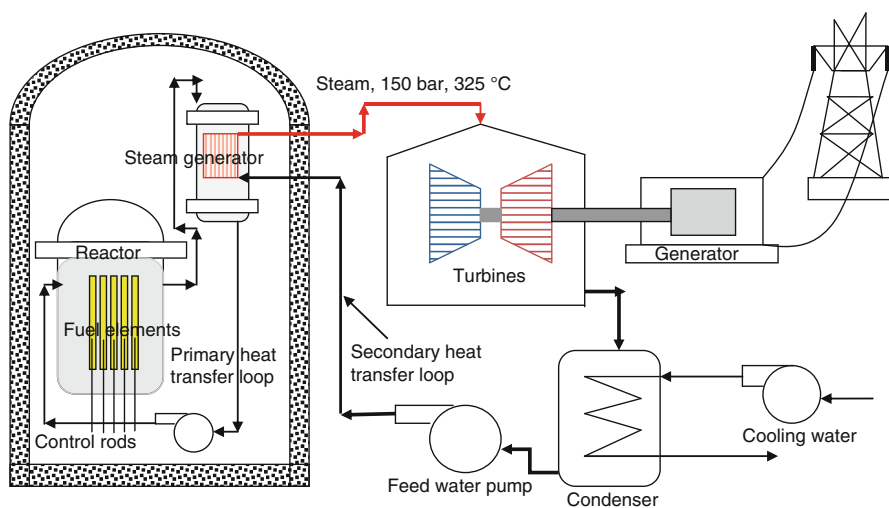 Steam, 150 bar, 325 °C
Steam generator
Reactor
Fuel elements
Primary heat
transfer loop
Control rods
Turbines
Generator
Secondary heat
transfer loop
Cooling water
Feed water pump
Condenser